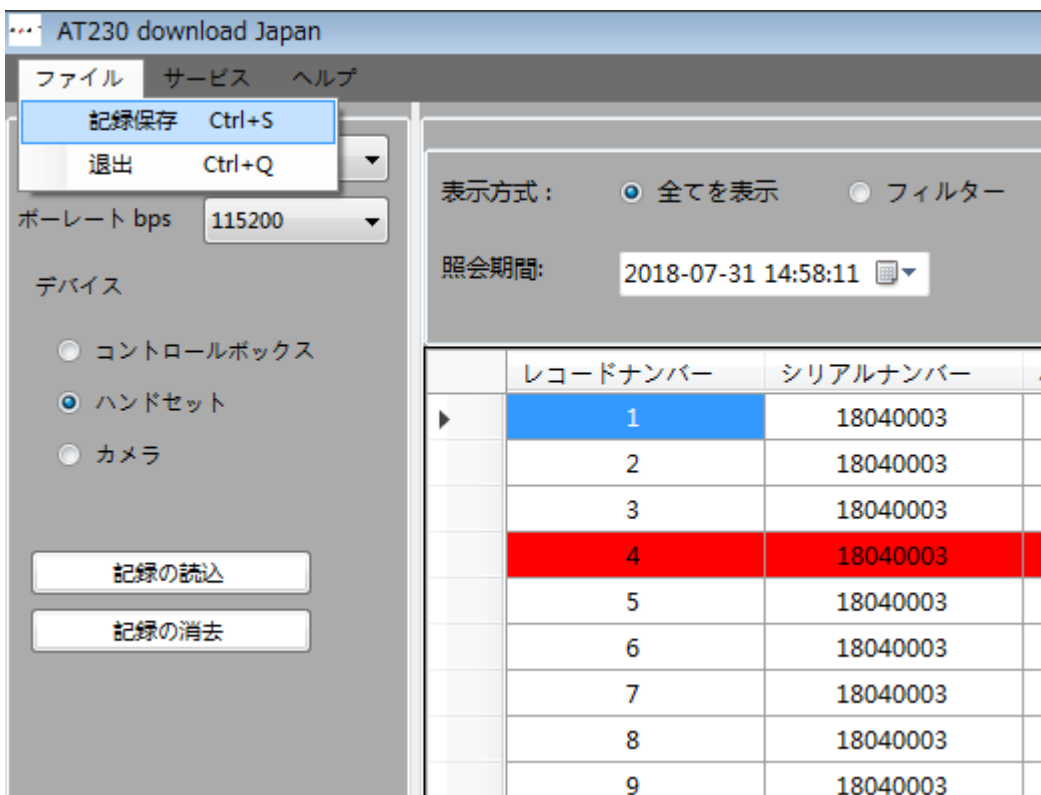 AT230 download Japan
ファイル サービス ヘルプ
記録保存 Ctrl+S
退出 Ctrl+Q
ボーレート bps 115200
デバイス
コントロールボックス
ハンドセット
カメラ
記録の読込
記録の消去
表示方式: 全てを表示 フィルター
照会期間: 2018-07-31 14:58:11
レコードナンバー シリアルナンバー
1 18040003
2 18040003
3 18040003
4 18040003
5 18040003
6 18040003
7 18040003
8 18040003
9 18040003